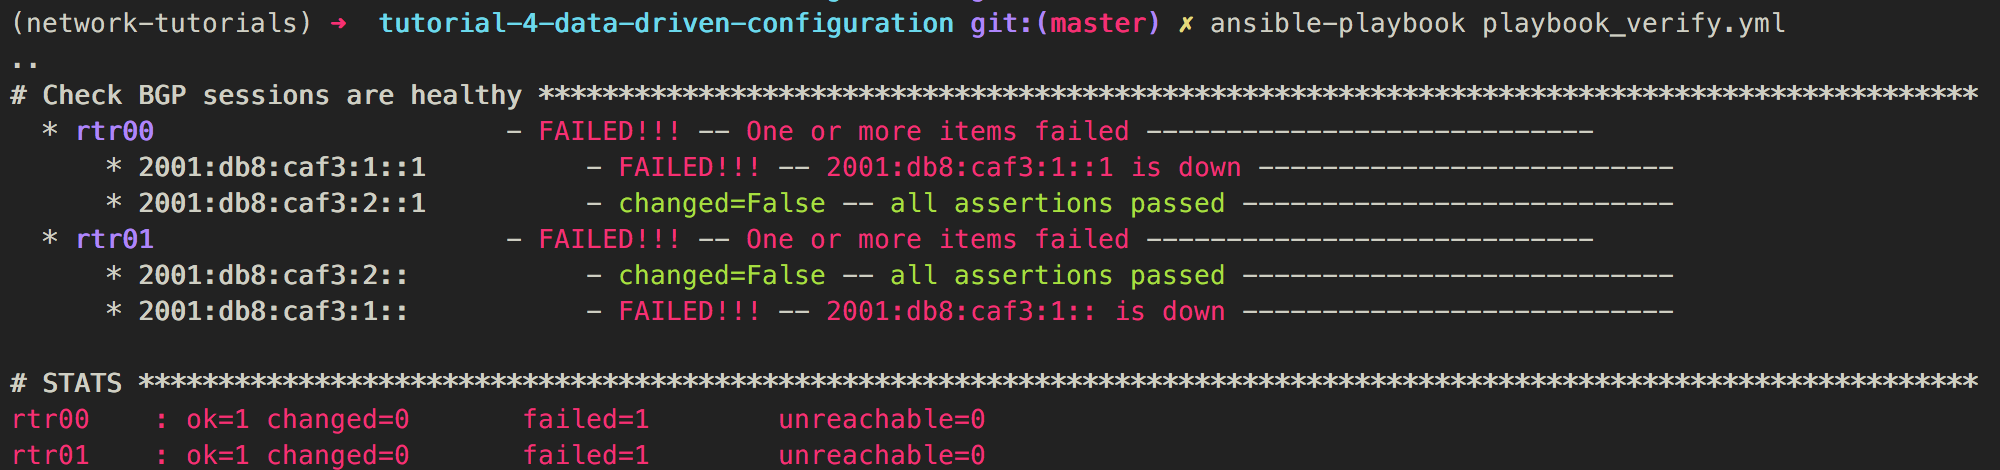 (network-tutorials) ➜  tutorial-4-data-driven-configuration git:(master) ✗ ansible-playbook playbook_verify.yml
..
# Check BGP sessions are healthy ******************************************************************************************
  * rtr00                      - FAILED!!! -- One or more items failed ----------------------------
      * 2001:db8:caf3:1::1          - FAILED!!! -- 2001:db8:caf3:1::1 is down --------------------------
      * 2001:db8:caf3:2::1          - changed=False -- all assertions passed ---------------------------
  * rtr01                      - FAILED!!! -- One or more items failed ----------------------------
      * 2001:db8:caf3:2::           - changed=False -- all assertions passed ---------------------------
      * 2001:db8:caf3:1::           - FAILED!!! -- 2001:db8:caf3:1:: is down ---------------------------
# STATS *******************************************************************************************************************
rtr00    : ok=1 changed=0       failed=1        unreachable=0
rtr01    : ok=1 changed=0       failed=1        unreachable=0